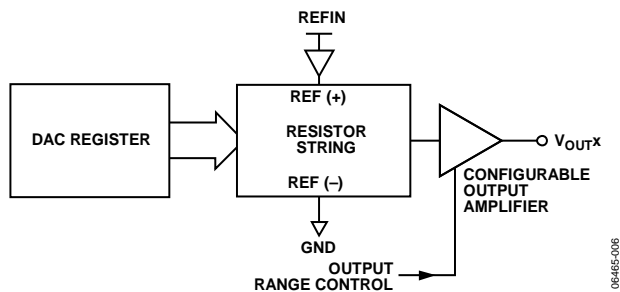 REFIN
REF (+)
DAC REGISTER
RESISTOR
STRING
REF (–)
GND
VOUTX
CONFIGURABLE
OUTPUT
AMPLIFIER
OUTPUT
RANGE CONTROL
06465-006